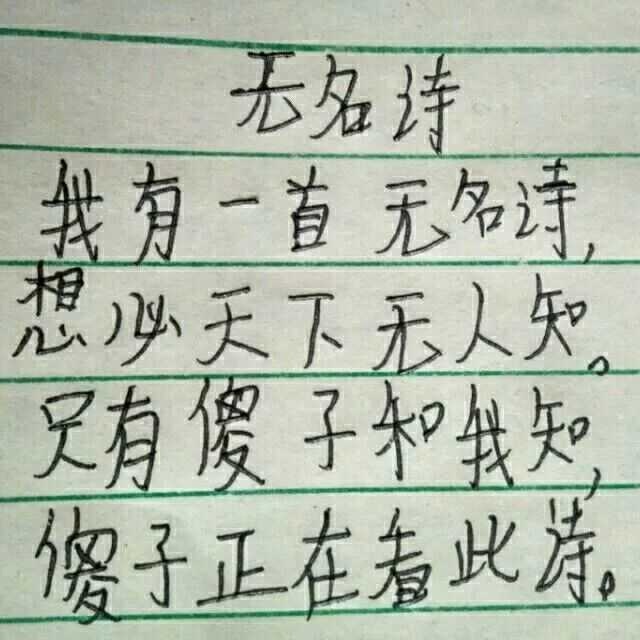 无名诗
我有一首无名诗,
想必天下无人知。
只有傻子和我知,
傻子正在看此诗。